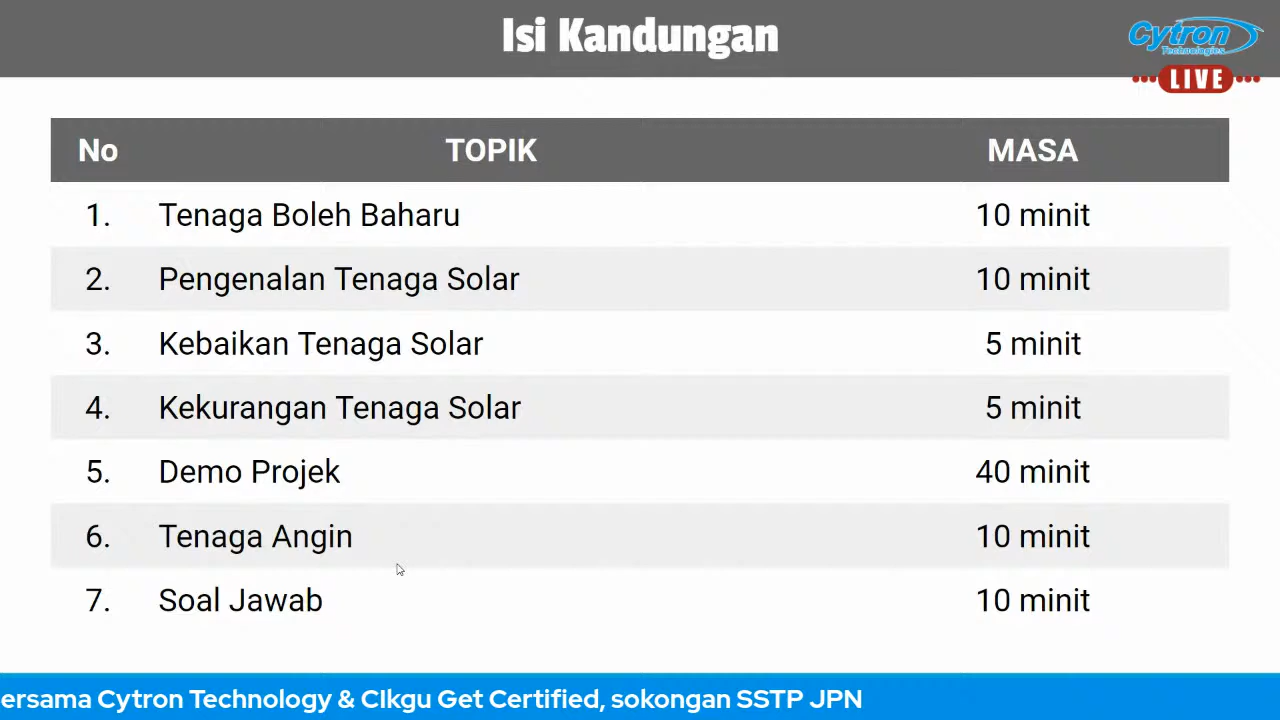 Isi Kandungan
Cytron
Technologies
LIVE
No TOPIK MASA
1. Tenaga Boleh Baharu 10 minit
2. Pengenalan Tenaga Solar 10 minit
3. Kebaikan Tenaga Solar 5 minit
4. Kekurangan Tenaga Solar 5 minit
5. Demo Projek 40 minit
6. Tenaga Angin 10 minit
7. Soal Jawab 10 minit
ersama Cytron Technology & CIkgu Get Certified, sokongan SSTP JPN